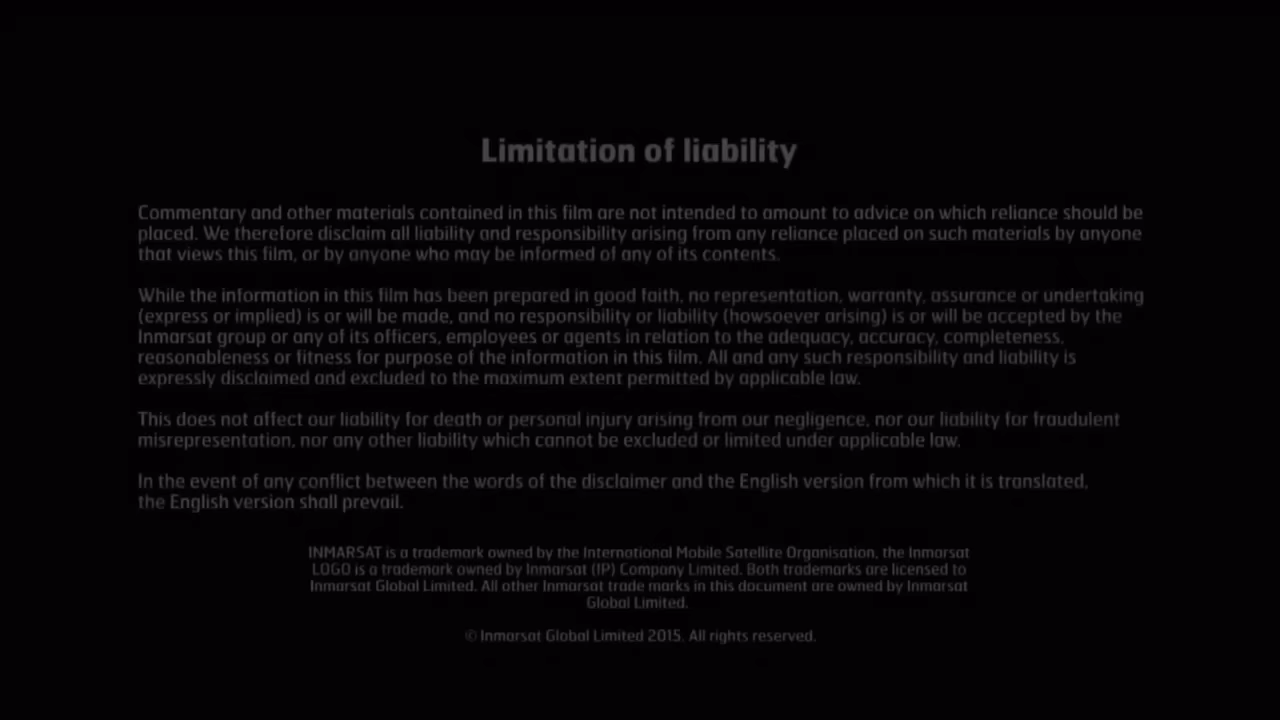 Limitation of liability
Commentary and other materials contained in this film are not intended to amount to advice on which reliance should be
placed. We therefore disclaim all liability and responsibility arising from any reliance placed on such materials by anyone
that views this film, or by anyone who may be informed of any of its contents.
While the information in this film has been prepared in good faith, no representation, warranty, assurance or undertaking
(express or implied) is or will be made, and no responsibility or liability (howsoever arising) is or will be accepted by the
Inmarsat group or any of its officers, employees or agents in relation to the adequacy, accuracy, completeness,
reasonableness or fitness for purpose of the information in this film. All and any such responsibility and liability is
expressly disclaimed and excluded to the maximum extent permitted by applicable law.
This does not affect our liability for death or personal injury arising from our negligence, nor our liability for fraudulent
misrepresentation, nor any other liability which cannot be excluded or limited under applicable law.
In the event of any conflict between the words of the disclaimer and the English version from which it is translated,
the English version shall prevail.
INMARSAT is a trademark owned by the International Mobile Satellite Organisation, the Inmarsat
LOGO is a trademark owned by Inmarsat (IP) Company Limited. Both trademarks are licensed to
Inmarsat Global Limited. All other Inmarsat trade marks in this document are owned by Inmarsat
Global Limited.
© Inmarsat Global Limited 2015. All rights reserved.